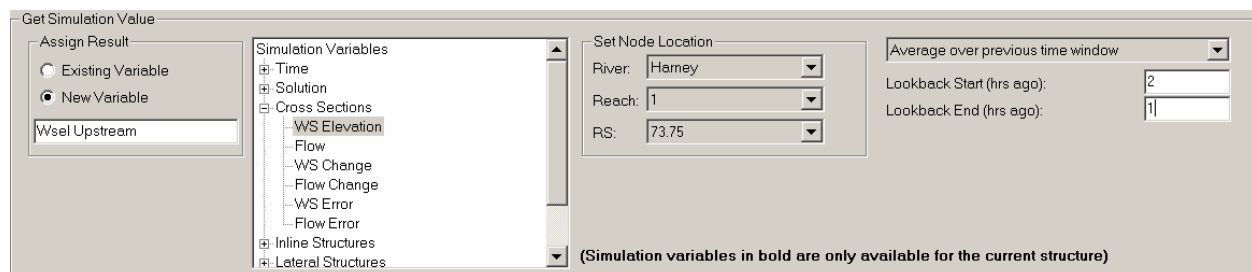 Get Simulation Value
Assign Result
Existing Variable
New Variable
Wsel Upstream
Simulation Variables
Time
Solution
Cross Sections
WS Elevation
Flow
WS Change
Flow Change
WS Error
Flow Error
Inline Structures
Lateral Structures
Set Node Location
River: Harney
Reach: 1
RS: 73.75
Average over previous time window
Lookback Start (hrs ago): 2
Lookback End (hrs ago): 1
(Simulation variables in bold are only available for the current structure)